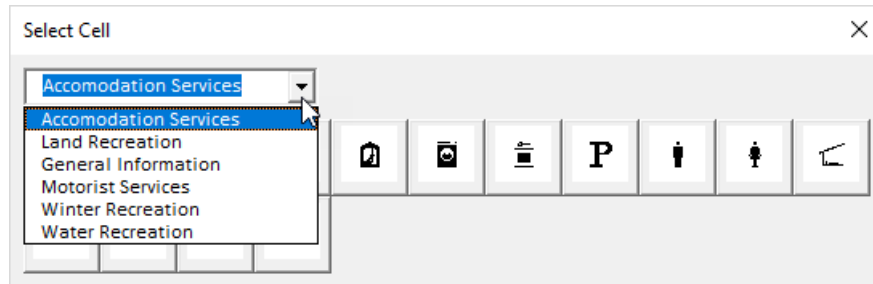 Select Cell
Accomodation Services
Accomodation Services
Land Recreation
General Information
Motorist Services
Winter Recreation
Water Recreation
P